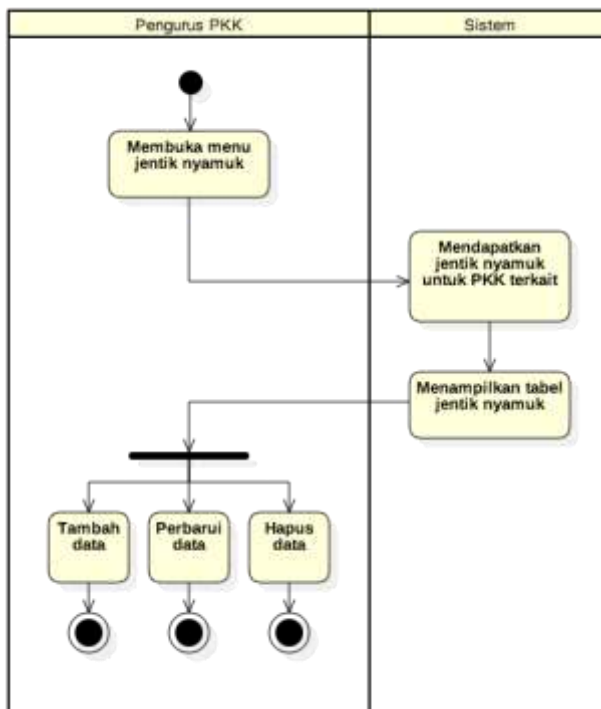 Pengurus PKK
Sistem
Membuka menu
jentik nyamuk
Mendapatkan
jentik nyamuk
untuk PKK terkait
Menampilkan tabel
jentik nyamuk
Tambah
data
Perbarui
data
Hapus
data